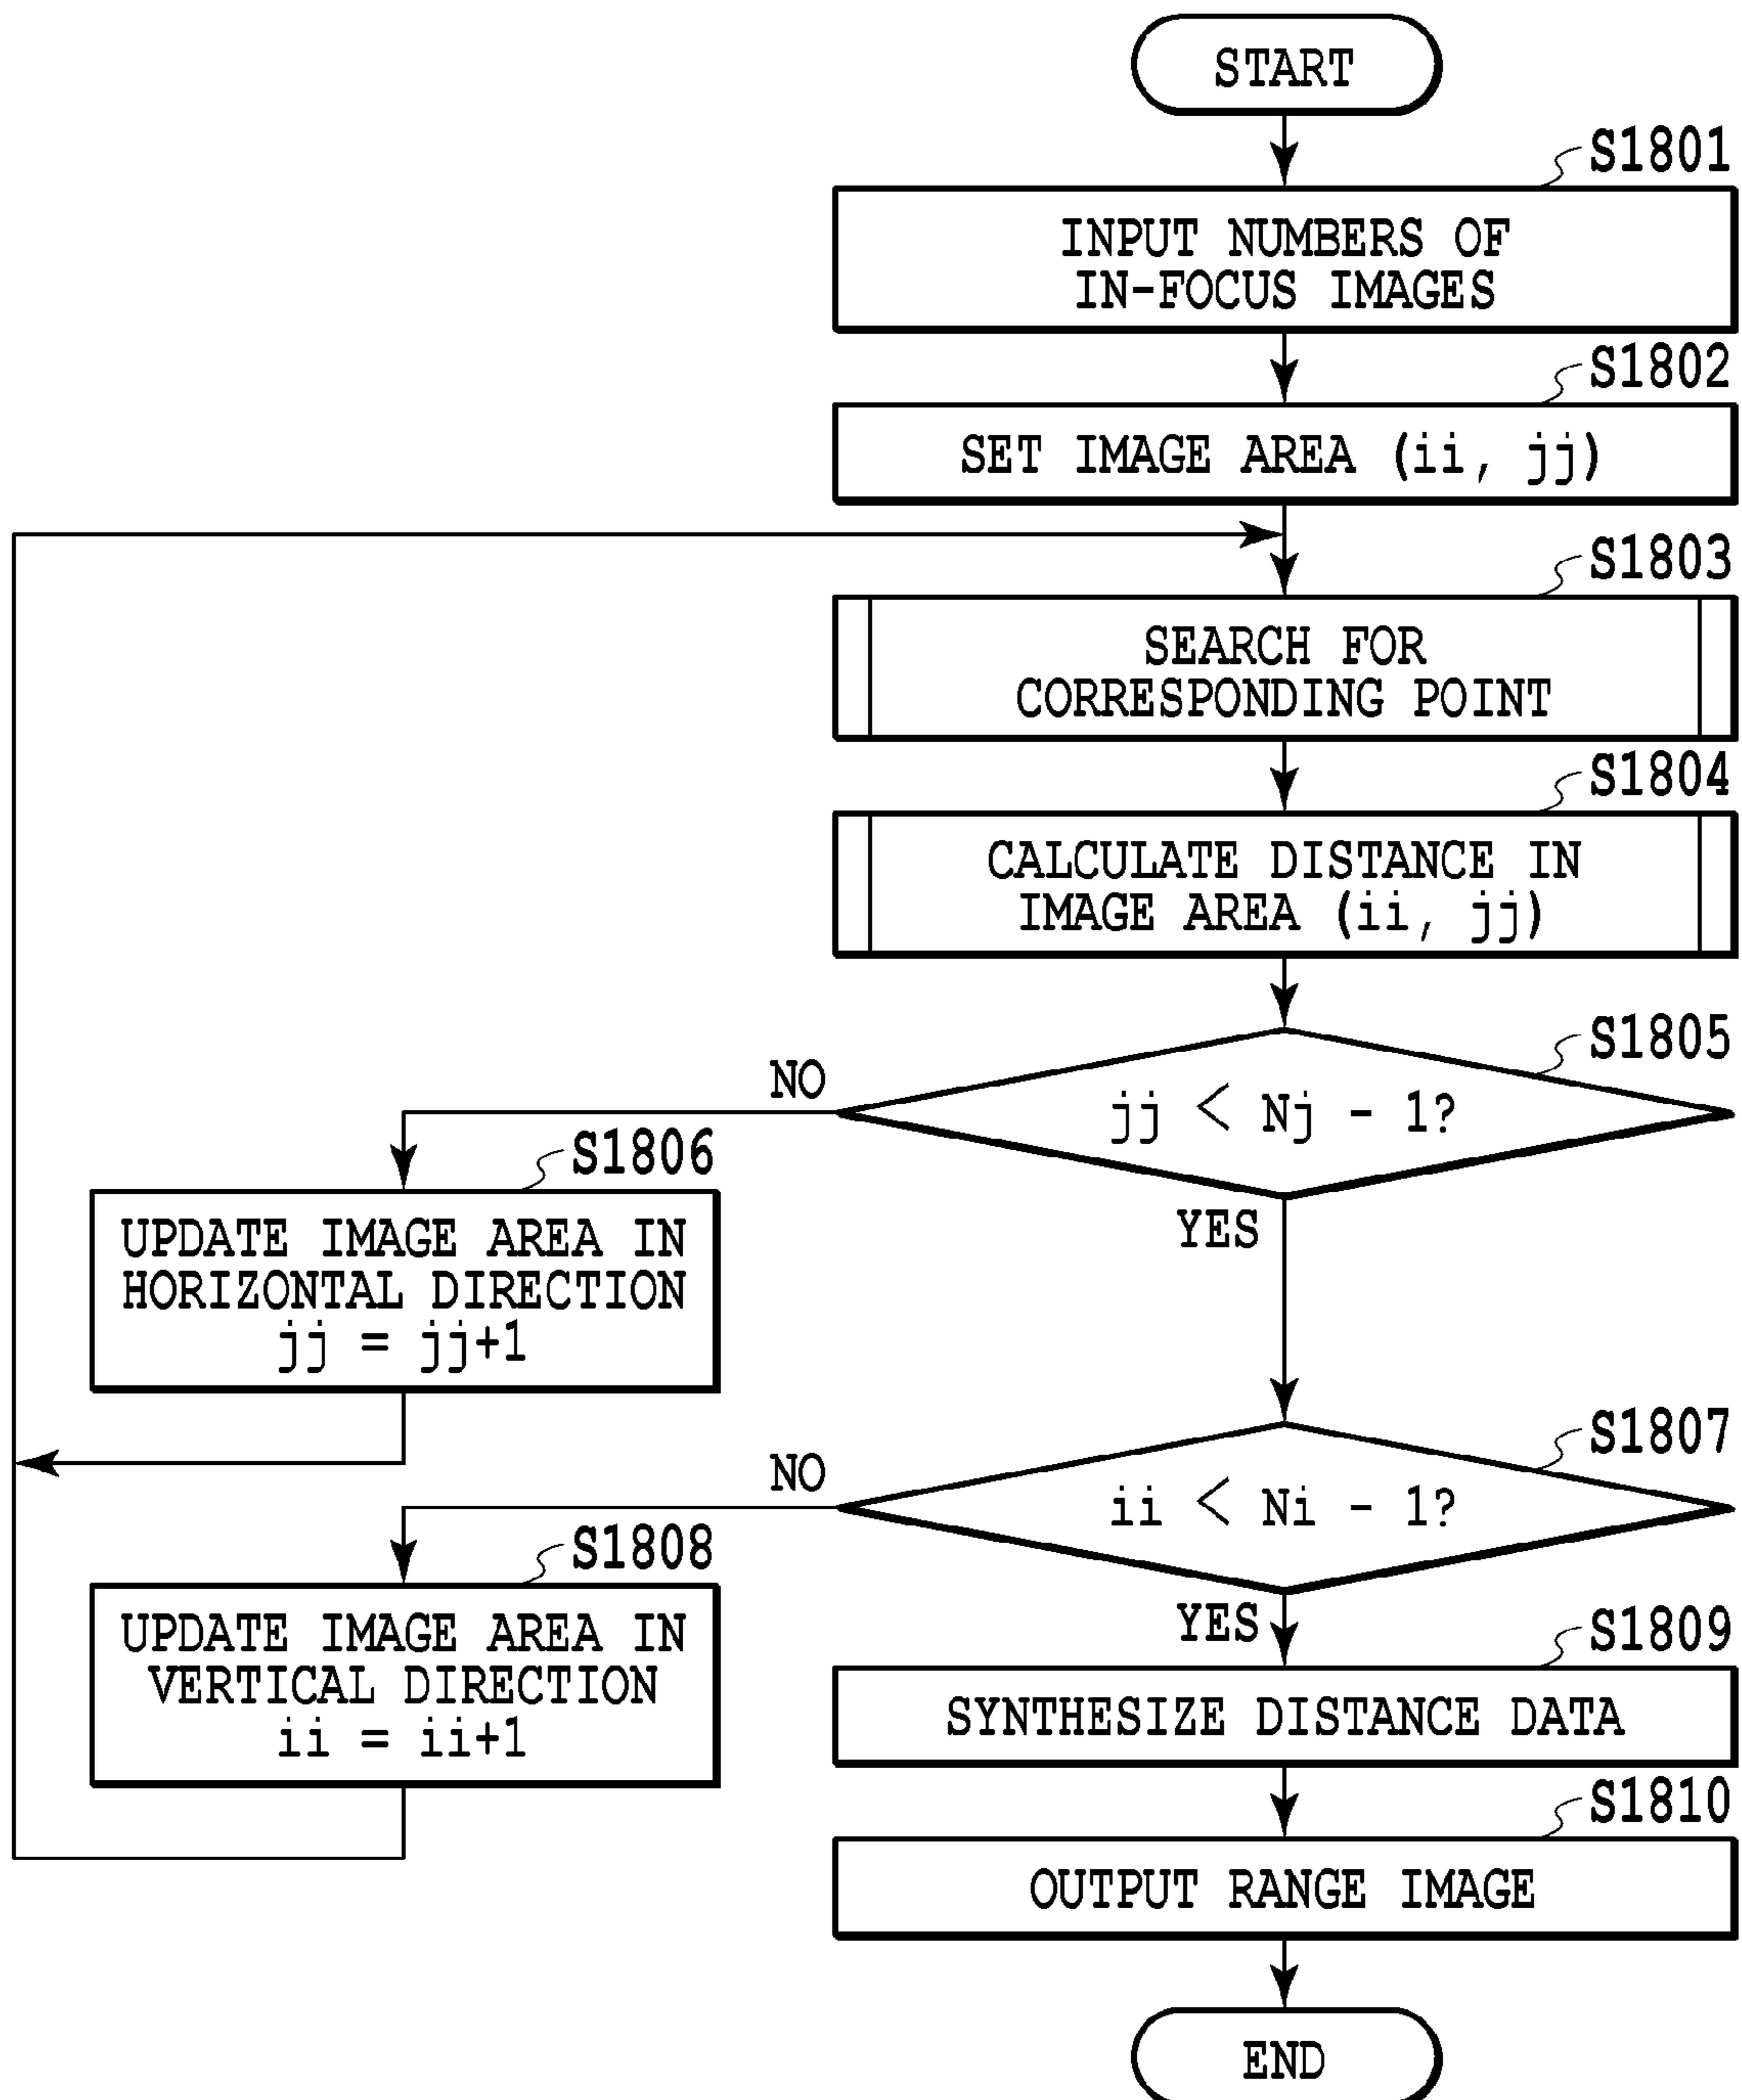 START
S1801
INPUT NUMBERS OF
IN-FOCUS IMAGES
S1802
SET IMAGE AREA (ii, jj)
S1803
SEARCH FOR
CORRESPONDING POINT
S1804
CALCULATE DISTANCE IN
IMAGE AREA (ii, jj)
S1805
NO
jj < Nj - 1?
YES
S1806
UPDATE IMAGE AREA IN
HORIZONTAL DIRECTION
jj = jj+1
S1807
NO
ii < Ni - 1?
YES
S1808
UPDATE IMAGE AREA IN
VERTICAL DIRECTION
ii = ii+1
S1809
SYNTHESIZE DISTANCE DATA
S1810
OUTPUT RANGE IMAGE
END